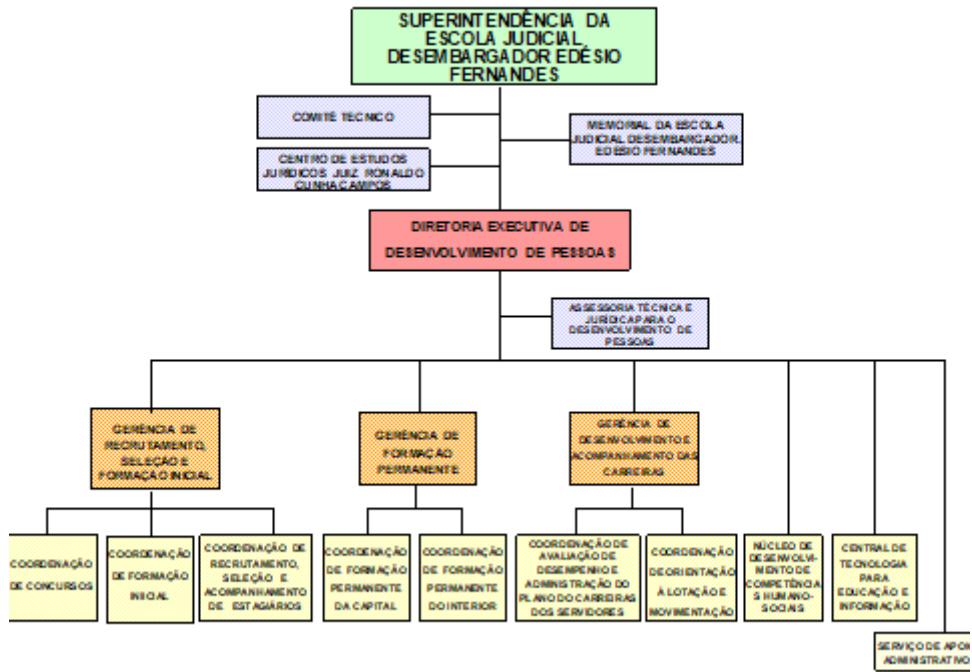 SUPERINTENDÊNCIA DA
ESCOLA JUDICIAL
DESEMBARGADOR EDÉSIO
FERNANDES
COMITÊ TÉCNICO
MEMORIAL DA ESCOLA
JUDICIAL DESEMBARGADOR.
EDÉSIO FERNANDES
CENTRO DE ESTUDOS
JURÍDICOS JUIZ RONALDO
CUNHA CAMPOS
DIRETORIA EXECUTIVA DE
DESENVOLVIMENTO DE PESSOAS
ASSESSORIA TÉCNICA E
JURÍDICA PARA O
DESENVOLVIMENTO DE
PESSOAS
GERÊNCIA DE
RECRUTAMENTO,
SELEÇÃO E
FORMAÇÃO INICIAL
GERÊNCIA DE
FORMAÇÃO
PERMANENTE
GERÊNCIA DE
DESENVOLVIMENTO E
ACOMPANHAMENTO DAS
CARREIRAS
COORDENAÇÃO
DE CONCURSOS
COORDENAÇÃO
DE FORMAÇÃO
INICIAL
COORDENAÇÃO DE
RECRUTAMENTO,
SELEÇÃO E
ACOMPANHAMENTO
DE ESTAGIÁRIOS
COORDENAÇÃO
DE FORMAÇÃO
PERMANENTE
DA CAPITAL
COORDENAÇÃO
DE FORMAÇÃO
PERMANENTE
DO INTERIOR
COORDENAÇÃO DE
AVALIAÇÃO DE
DESEMPENHO E
ADMINISTRAÇÃO DO
PLANO DO CARREIRAS
DOS SERVIDORES
COORDENAÇÃO
DE ORIENTAÇÃO
À LOTAÇÃO E
MOVIMENTAÇÃO
NÚCLEO DE
DESENVOLVI-
MENTO DE
COMPETÊNCIA
S HUMANO-
SOCIAIS
CENTRAL DE
TECNOLOGIA
PARA
EDUCAÇÃO E
INFORMAÇÃO
SERVIÇO DE APOI
ADMINISTRATIVO